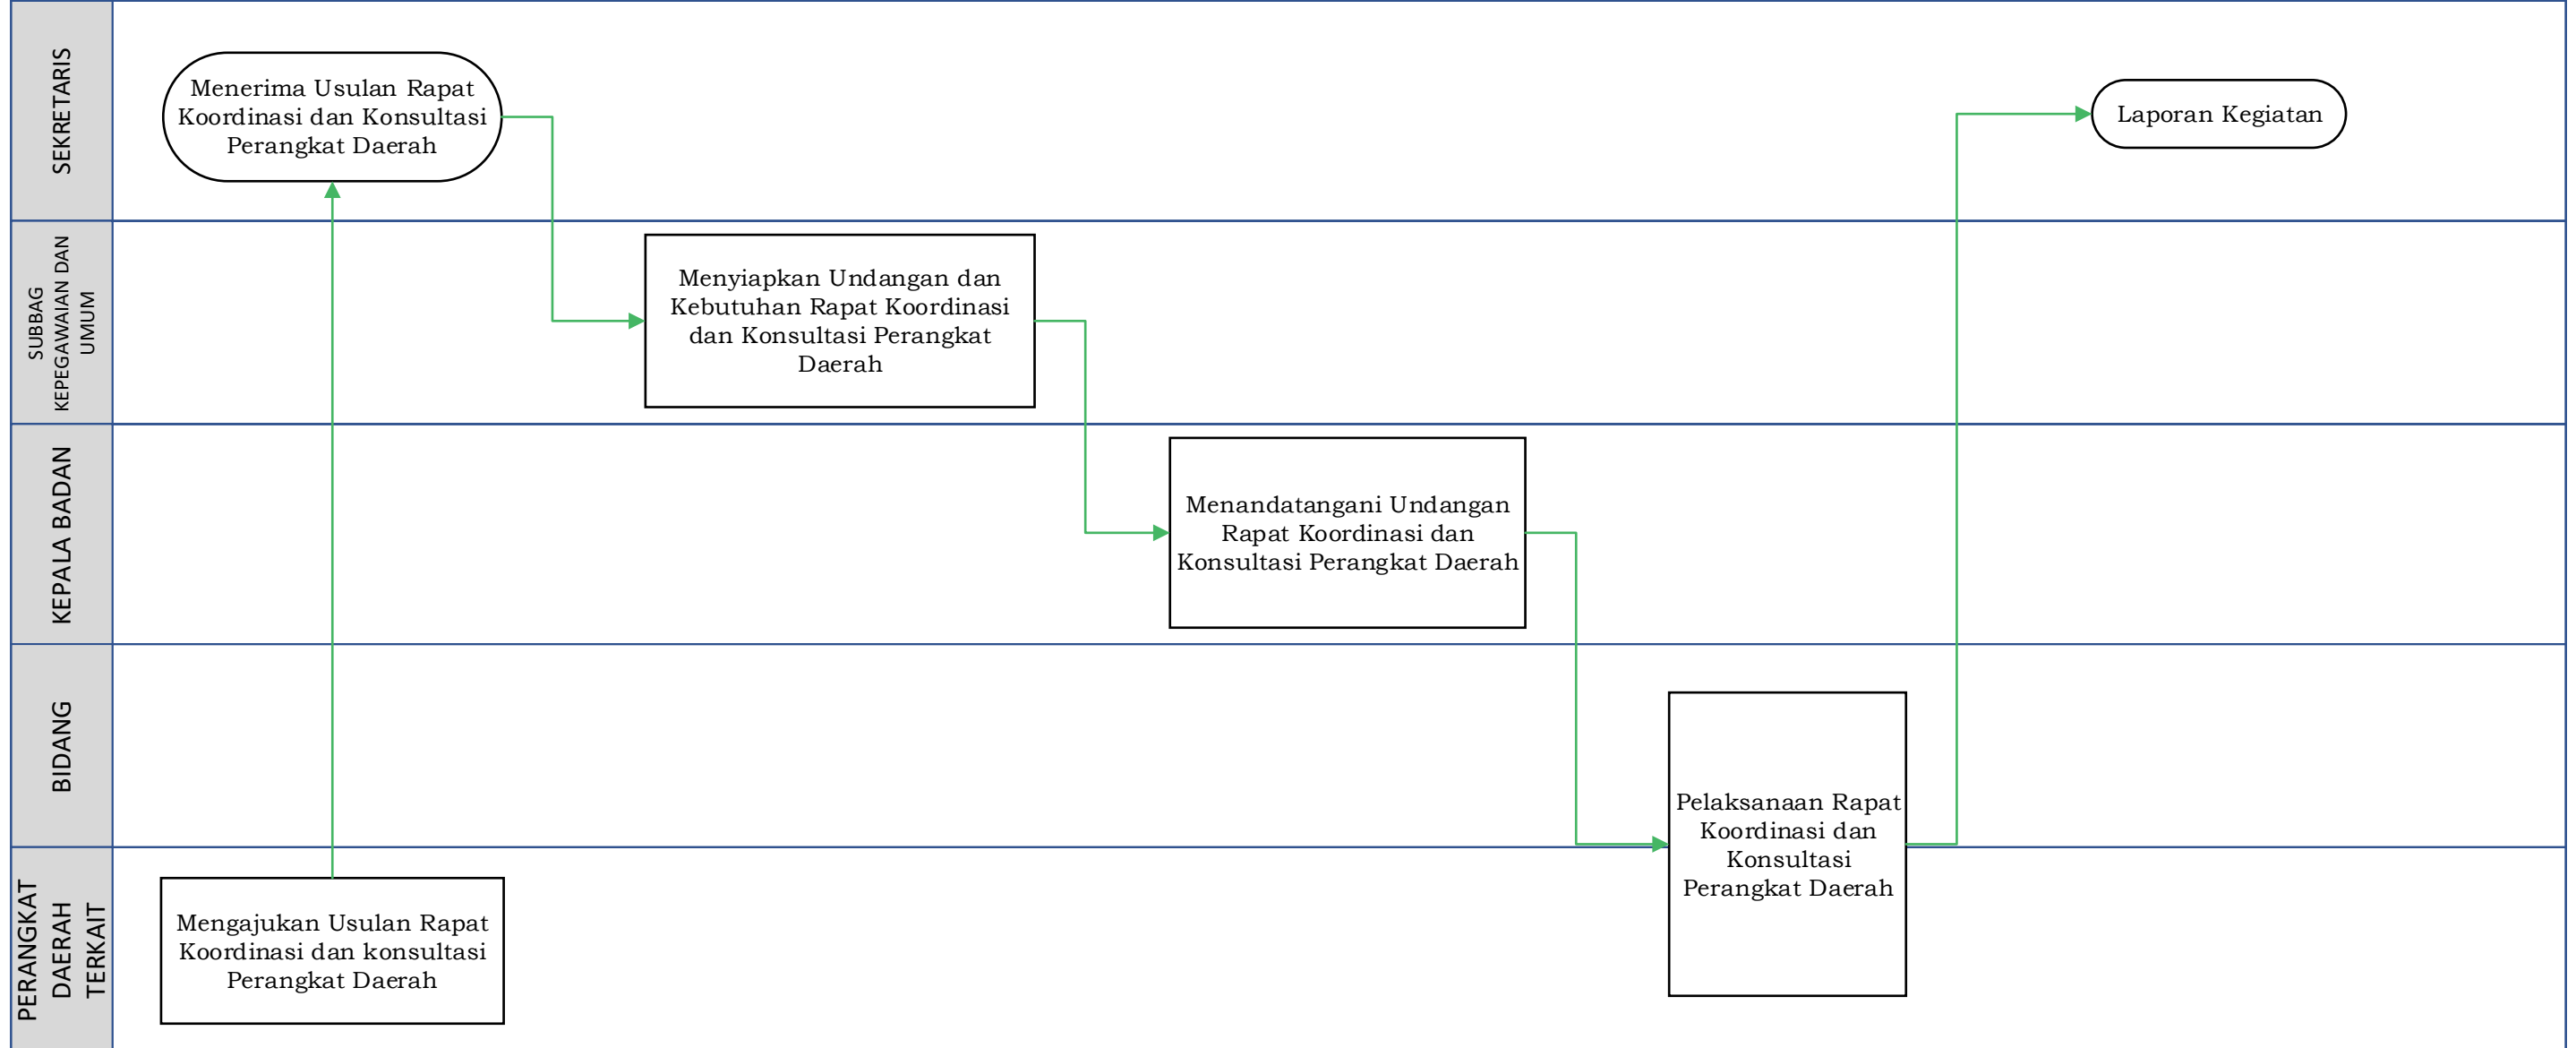 SEKRETARIS
Menerima Usulan Rapat
Koordinasi dan Konsultasi
Perangkat Daerah
Laporan Kegiatan
SUBBAG
KEPEGAWAIAN DAN
UMUM
Menyiapkan Undangan dan
Kebutuhan Rapat Koordinasi
dan Konsultasi Perangkat
Daerah
KEPALA BADAN
Menandatangani Undangan
Rapat Koordinasi dan
Konsultasi Perangkat Daerah
BIDANG
Pelaksanaan Rapat
Koordinasi dan
Konsultasi
Perangkat Daerah
PERANGKAT
DAERAH
TERKAIT
Mengajukan Usulan Rapat
Koordinasi dan konsultasi
Perangkat Daerah